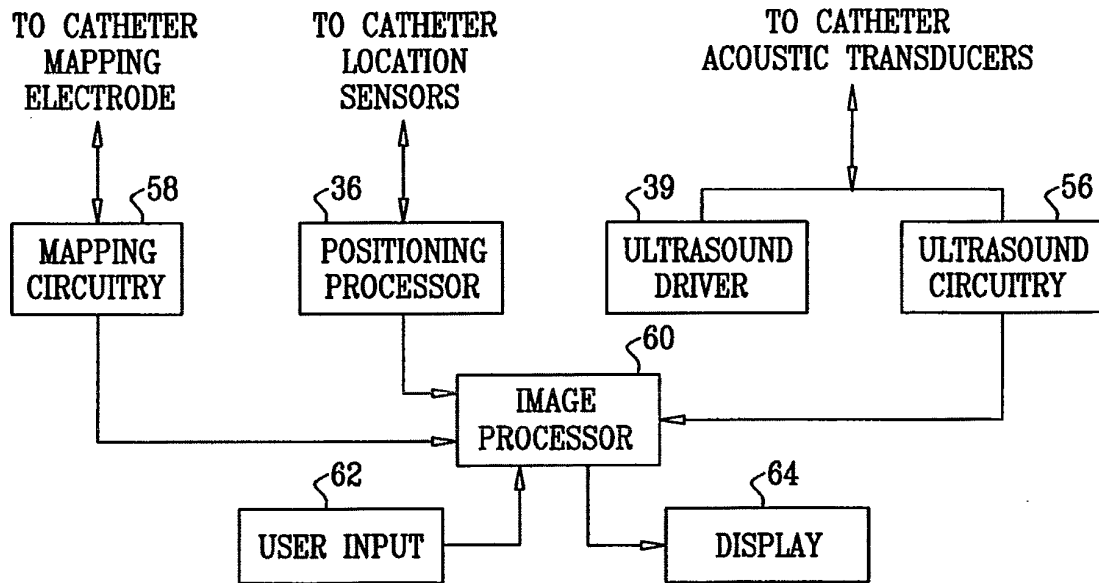 TO CATHETER
MAPPING
ELECTRODE
TO CATHETER
LOCATION
SENSORS
TO CATHETER
ACOUSTIC TRANSDUCERS
58
MAPPING
CIRCUITRY
36
POSITIONING
PROCESSOR
39
ULTRASOUND
DRIVER
56
ULTRASOUND
CIRCUITRY
60
IMAGE
PROCESSOR
62
USER INPUT
64
DISPLAY